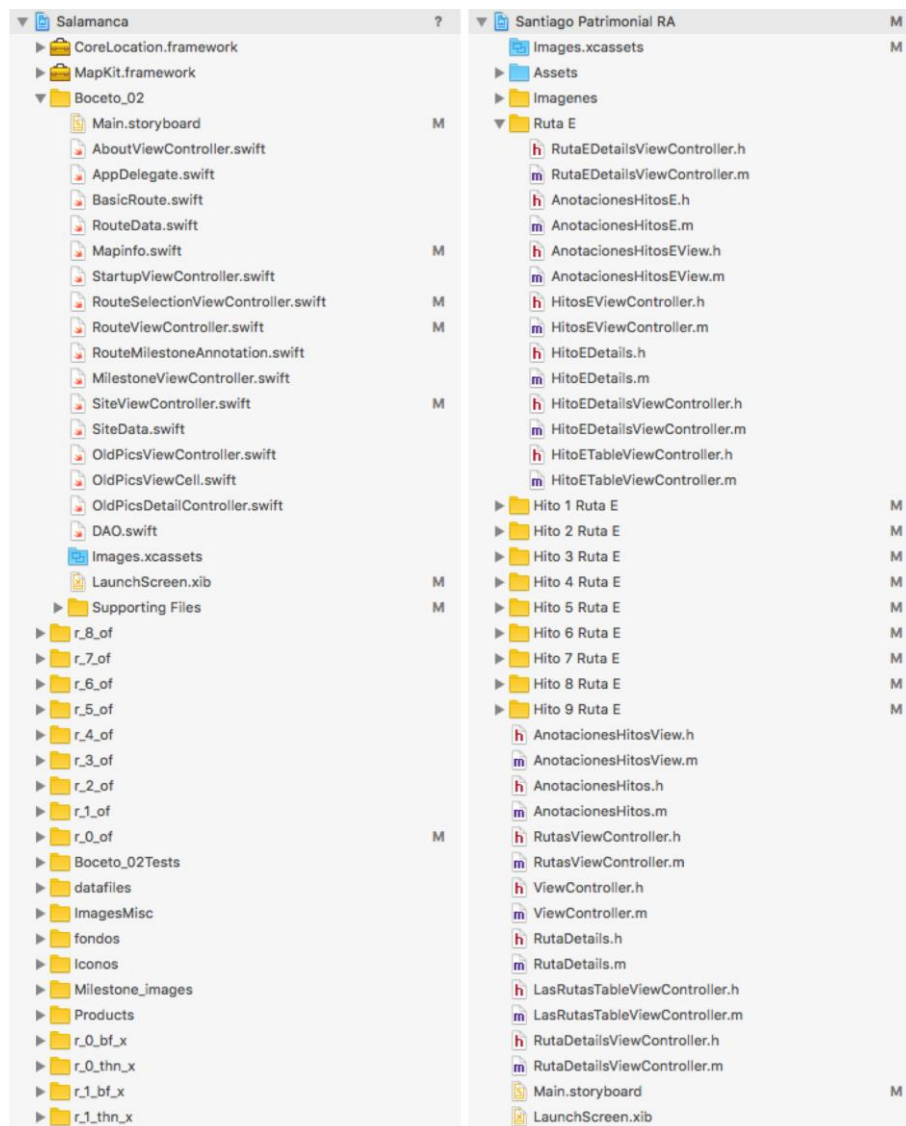 Salamanca ?
CoreLocation.framework
MapKit.framework
Boceto_02
Main.storyboard M
AboutViewController.swift
AppDelegate.swift
BasicRoute.swift
RouteData.swift
Mapinfo.swift M
StartupViewController.swift
RouteSelectionViewController.swift M
RouteViewController.swift M
RouteMilestoneAnnotation.swift
MilestoneViewController.swift
SiteViewController.swift M
SiteData.swift
OldPicsViewController.swift
OldPicsViewCell.swift
OldPicsDetailController.swift
DAO.swift
Images.xcassets
LaunchScreen.xib M
Supporting Files M
r_8_of
r_7_of
r_6_of
r_5_of
r_4_of
r_3_of
r_2_of
r_1_of
r_0_of M
Boceto_02Tests
datafiles
ImagesMisc
fondos
Iconos
Milestone_images
Products
r_0_bf_x
r_0_thn_x
r_1_bf_x
r_1_thn_x
Santiago Patrimonial RA M
Images.xcassets M
Assets
Imagenes
Ruta E
h RutaEDetailsViewController.h
m RutaEDetailsViewController.m
h AnotacionesHitosE.h
m AnotacionesHitosE.m
h AnotacionesHitosEView.h
m AnotacionesHitosEView.m
h HitosEViewController.h
m HitosEViewController.m
h HitoEDetails.h
m HitoEDetails.m
h HitoEDetailsViewController.h
m HitoEDetailsViewController.m
h HitoETableViewController.h
m HitoETableViewController.m
Hito 1 Ruta E M
Hito 2 Ruta E M
Hito 3 Ruta E M
Hito 4 Ruta E M
Hito 5 Ruta E M
Hito 6 Ruta E M
Hito 7 Ruta E M
Hito 8 Ruta E M
Hito 9 Ruta E M
h AnotacionesHitosView.h
m AnotacionesHitosView.m
h AnotacionesHitos.h
m AnotacionesHitos.m
h RutasViewController.h
m RutasViewController.m
h ViewController.h
m ViewController.m
h RutaDetails.h
m RutaDetails.m
h LasRutasTableViewController.h
m LasRutasTableViewController.m
h RutaDetailsViewController.h
m RutaDetailsViewController.m
Main.storyboard M
LaunchScreen.xib